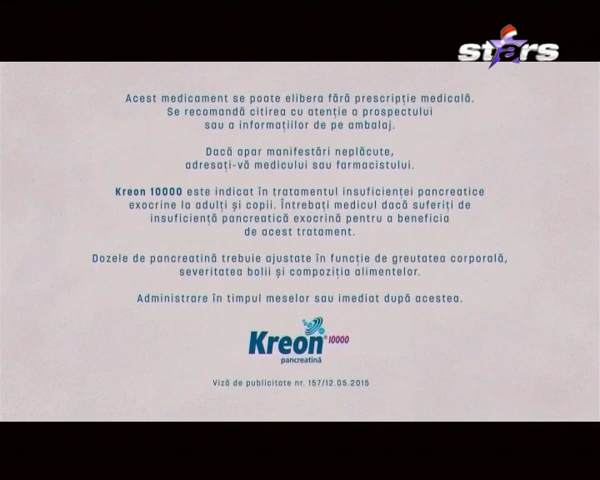 stars
Acest medicament se poate elibera fără prescripție medicală.
Se recomandă citirea cu atenție a prospectului
sau a informațiilor de pe ambalaj.
Dacă apar manifestări neplăcute,
adresați-vă medicului sau farmacistului.
Kreon 10000 este indicat în tratamentul insuficienței pancreatice
exocrine la adulți și copii. Întrebați medicul dacă suferiți de
insuficiență pancreatică exocrină pentru a beneficia
de acest tratament.
Dozele de pancreatină trebuie ajustate în funcție de greutatea corporală,
severitatea bolii și compoziția alimentelor.
Administrare în timpul meselor sau imediat după acestea.
Kreon® 10000
pancreatină
Viză de publicitate nr. 157/12.05.2015